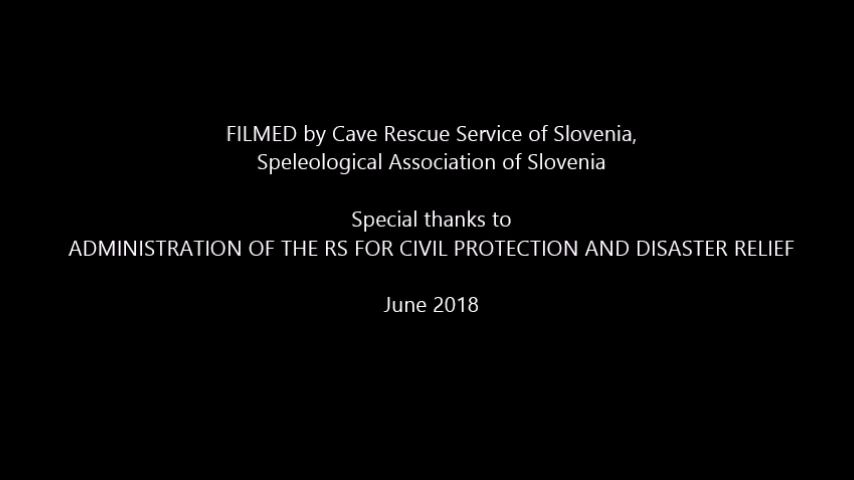 FILMED by Cave Rescue Service of Slovenia,
Speleological Association of Slovenia
Special thanks to
ADMINISTRATION OF THE RS FOR CIVIL PROTECTION AND DISASTER RELIEF
June 2018